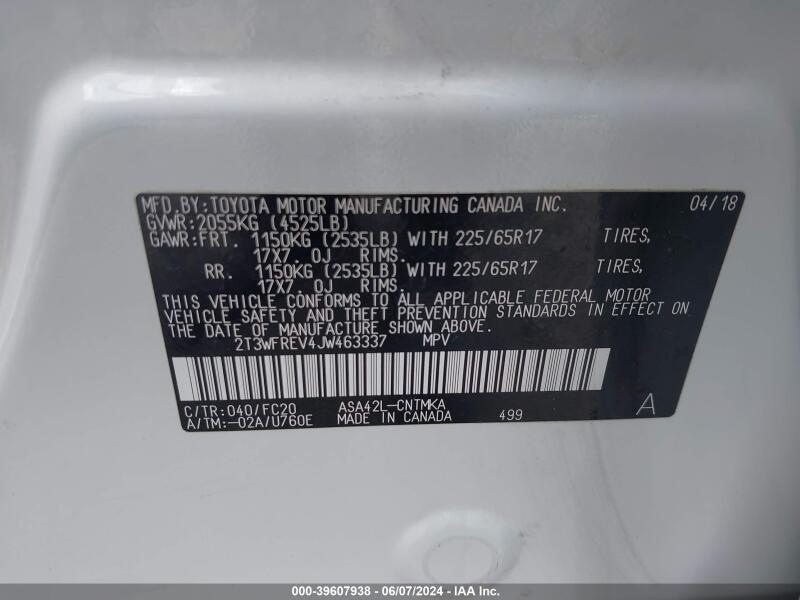 MFD.BY:TOYOTA MOTOR MANUFACTURING CANADA INC. 04/18
GVWR:2055KG (4525LB)
GAWR:FRT. 1150KG (2535LB) WITH 225/65R17 TIRES,
17X7. 0J RIMS.
RR. 1150KG (2535LB) WITH 225/65R17 TIRES,
17X7. 0J RIMS.
THIS VEHICLE CONFORMS TO ALL APPLICABLE FEDERAL MOTOR
VEHICLE SAFETY AND THEFT PREVENTION STANDARDS IN EFFECT ON
THE DATE OF MANUFACTURE SHOWN ABOVE.
2T3WFREV4JW463337 MPV
C/TR:040/FC20 ASA42L-CNTMKA
A/TM:-02A/U760E MADE IN CANADA 499 A
000-39607938 - 06/07/2024 - IAA Inc.